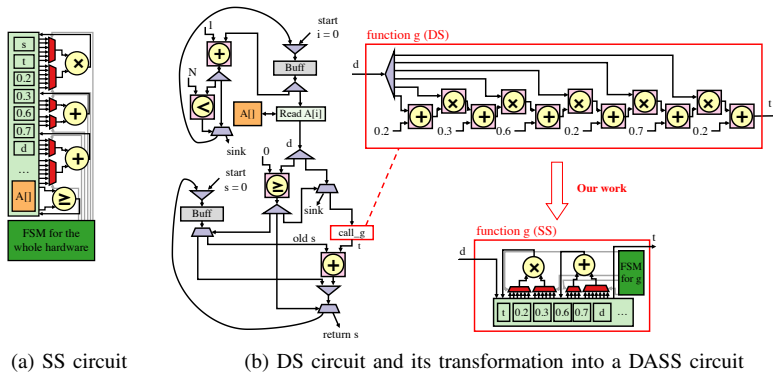 s
t
0.2
0.3
0.6
0.7
d
...
A[]
×
+
+
≥
FSM for the
whole hardware
(a) SS circuit
1
start
i = 0
+
Buff
N
<
A[]
Read A[i]
sink
d
0
start
s = 0
≥
Buff
sink
old s
call_g
t
+
return s
function g (DS)
d
t
× × × ×
+ + + + + +
0.2 0.3 0.6 0.2 0.7 0.2
Our work
function g (SS)
d
t
×
+
FSM
for g
t 0.2 0.3 0.6 0.7 d ...
(b) DS circuit and its transformation into a DASS circuit